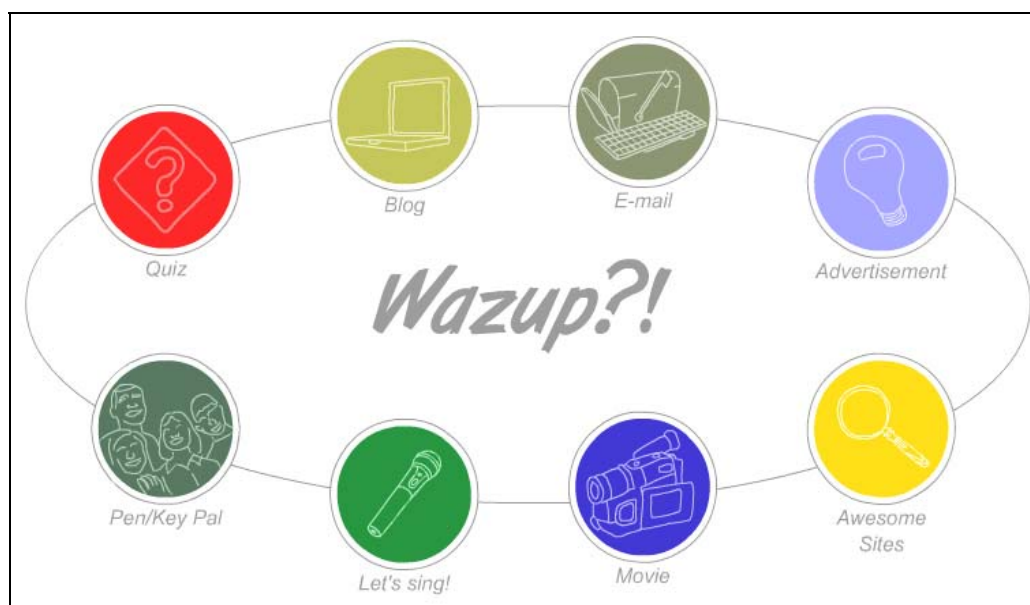 Blog
E-mail
Quiz
Advertisement
Wazup?!
Pen/Key Pal
Let's sing!
Movie
Awesome
Sites